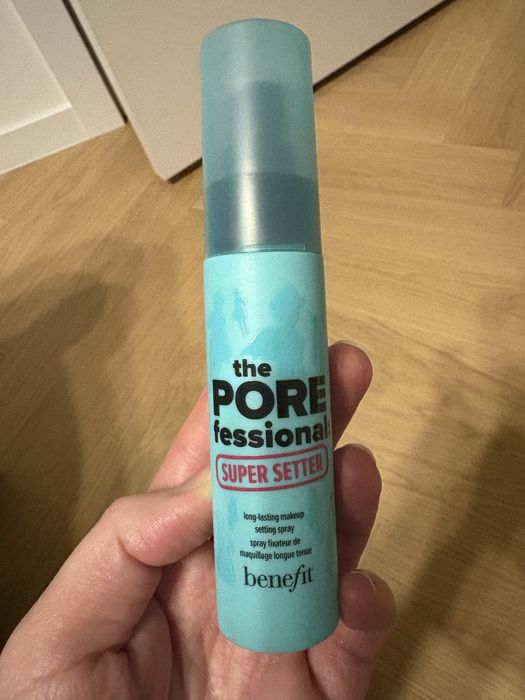 the
PORE
fessional:
SUPER SETTER
long-lasting makeup
setting spray
spray fixateur de
maquillage longue tenue
benefit